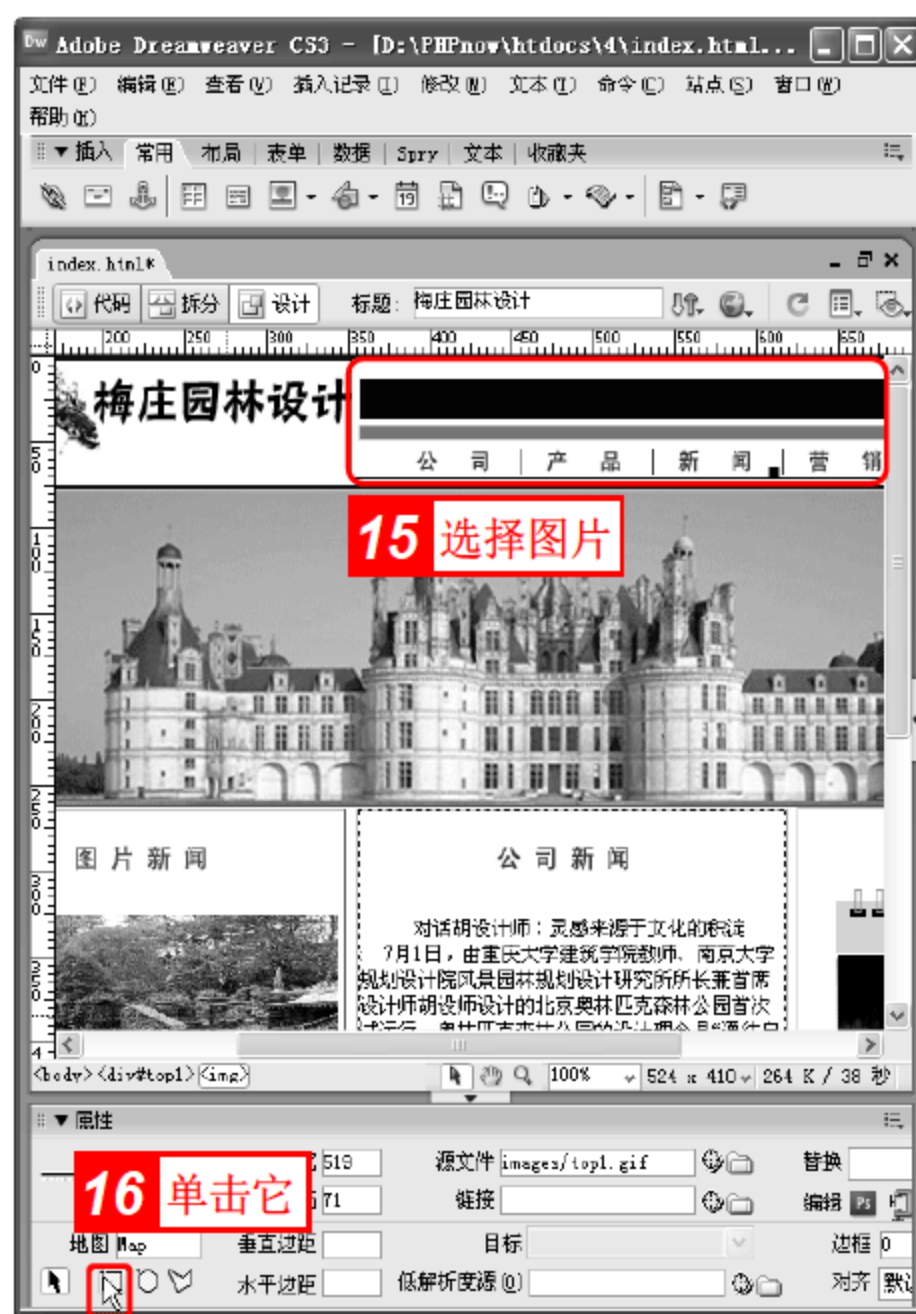 Adobe Dreamweaver CS3 - [D:\PHPnow\htdocs\4\index.html...
文件(F) 编辑(E) 查看(V) 插入记录(I) 修改(M) 文本(T) 命令(C) 站点(S) 窗口(W)
帮助(H)
▼插入 常用 布局 表单 数据 Spry 文本 收藏夹
index.html*
代码 拆分 设计 标题: 梅庄园林设计
200 250 300 350 400 450 500 550 600 650
梅庄园林设计
公司 | 产品 | 新闻 | 营销
15 选择图片
图片新闻 公司新闻
对话胡设计师：灵感来源于文化的积淀
7月1日，由重庆大学建筑学院教师、南京大学
规划设计院风景园林规划设计研究所所长兼首席
设计师胡设师设计的北京奥林匹克森林公园首次
<body><div#top1><img> 100% 524 x 410 264 K / 38 秒
▼属性
519 源文件 images/top1.gif 替换
16 单击它
71 链接 编辑 Ps
地图 Map 垂直边距 目标 边框 0
水平边距 低解析度源(O) 对齐 默认